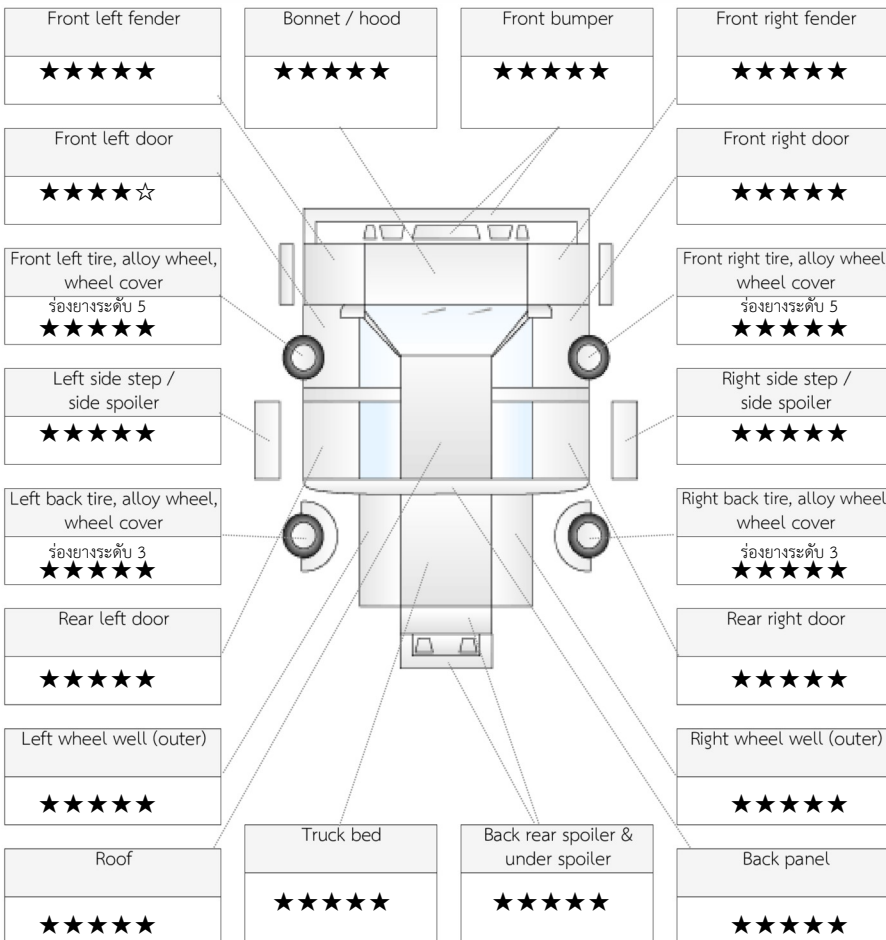 Front left fender
★★★★★
Bonnet / hood
★★★★★
Front bumper
★★★★★
Front right fender
★★★★★
Front left door
★★★★☆
Front right door
★★★★★
Front left tire, alloy wheel,
wheel cover
ร่องยางระดับ 5
★★★★★
Front right tire, alloy wheel
wheel cover
ร่องยางระดับ 5
★★★★★
Left side step /
side spoiler
★★★★★
Right side step /
side spoiler
★★★★★
Left back tire, alloy wheel,
wheel cover
ร่องยางระดับ 3
★★★★★
Right back tire, alloy wheel
wheel cover
ร่องยางระดับ 3
★★★★★
Rear left door
★★★★★
Rear right door
★★★★★
Left wheel well (outer)
★★★★★
Right wheel well (outer)
★★★★★
Roof
★★★★★
Truck bed
★★★★★
Back rear spoiler &
under spoiler
★★★★★
Back panel
★★★★★